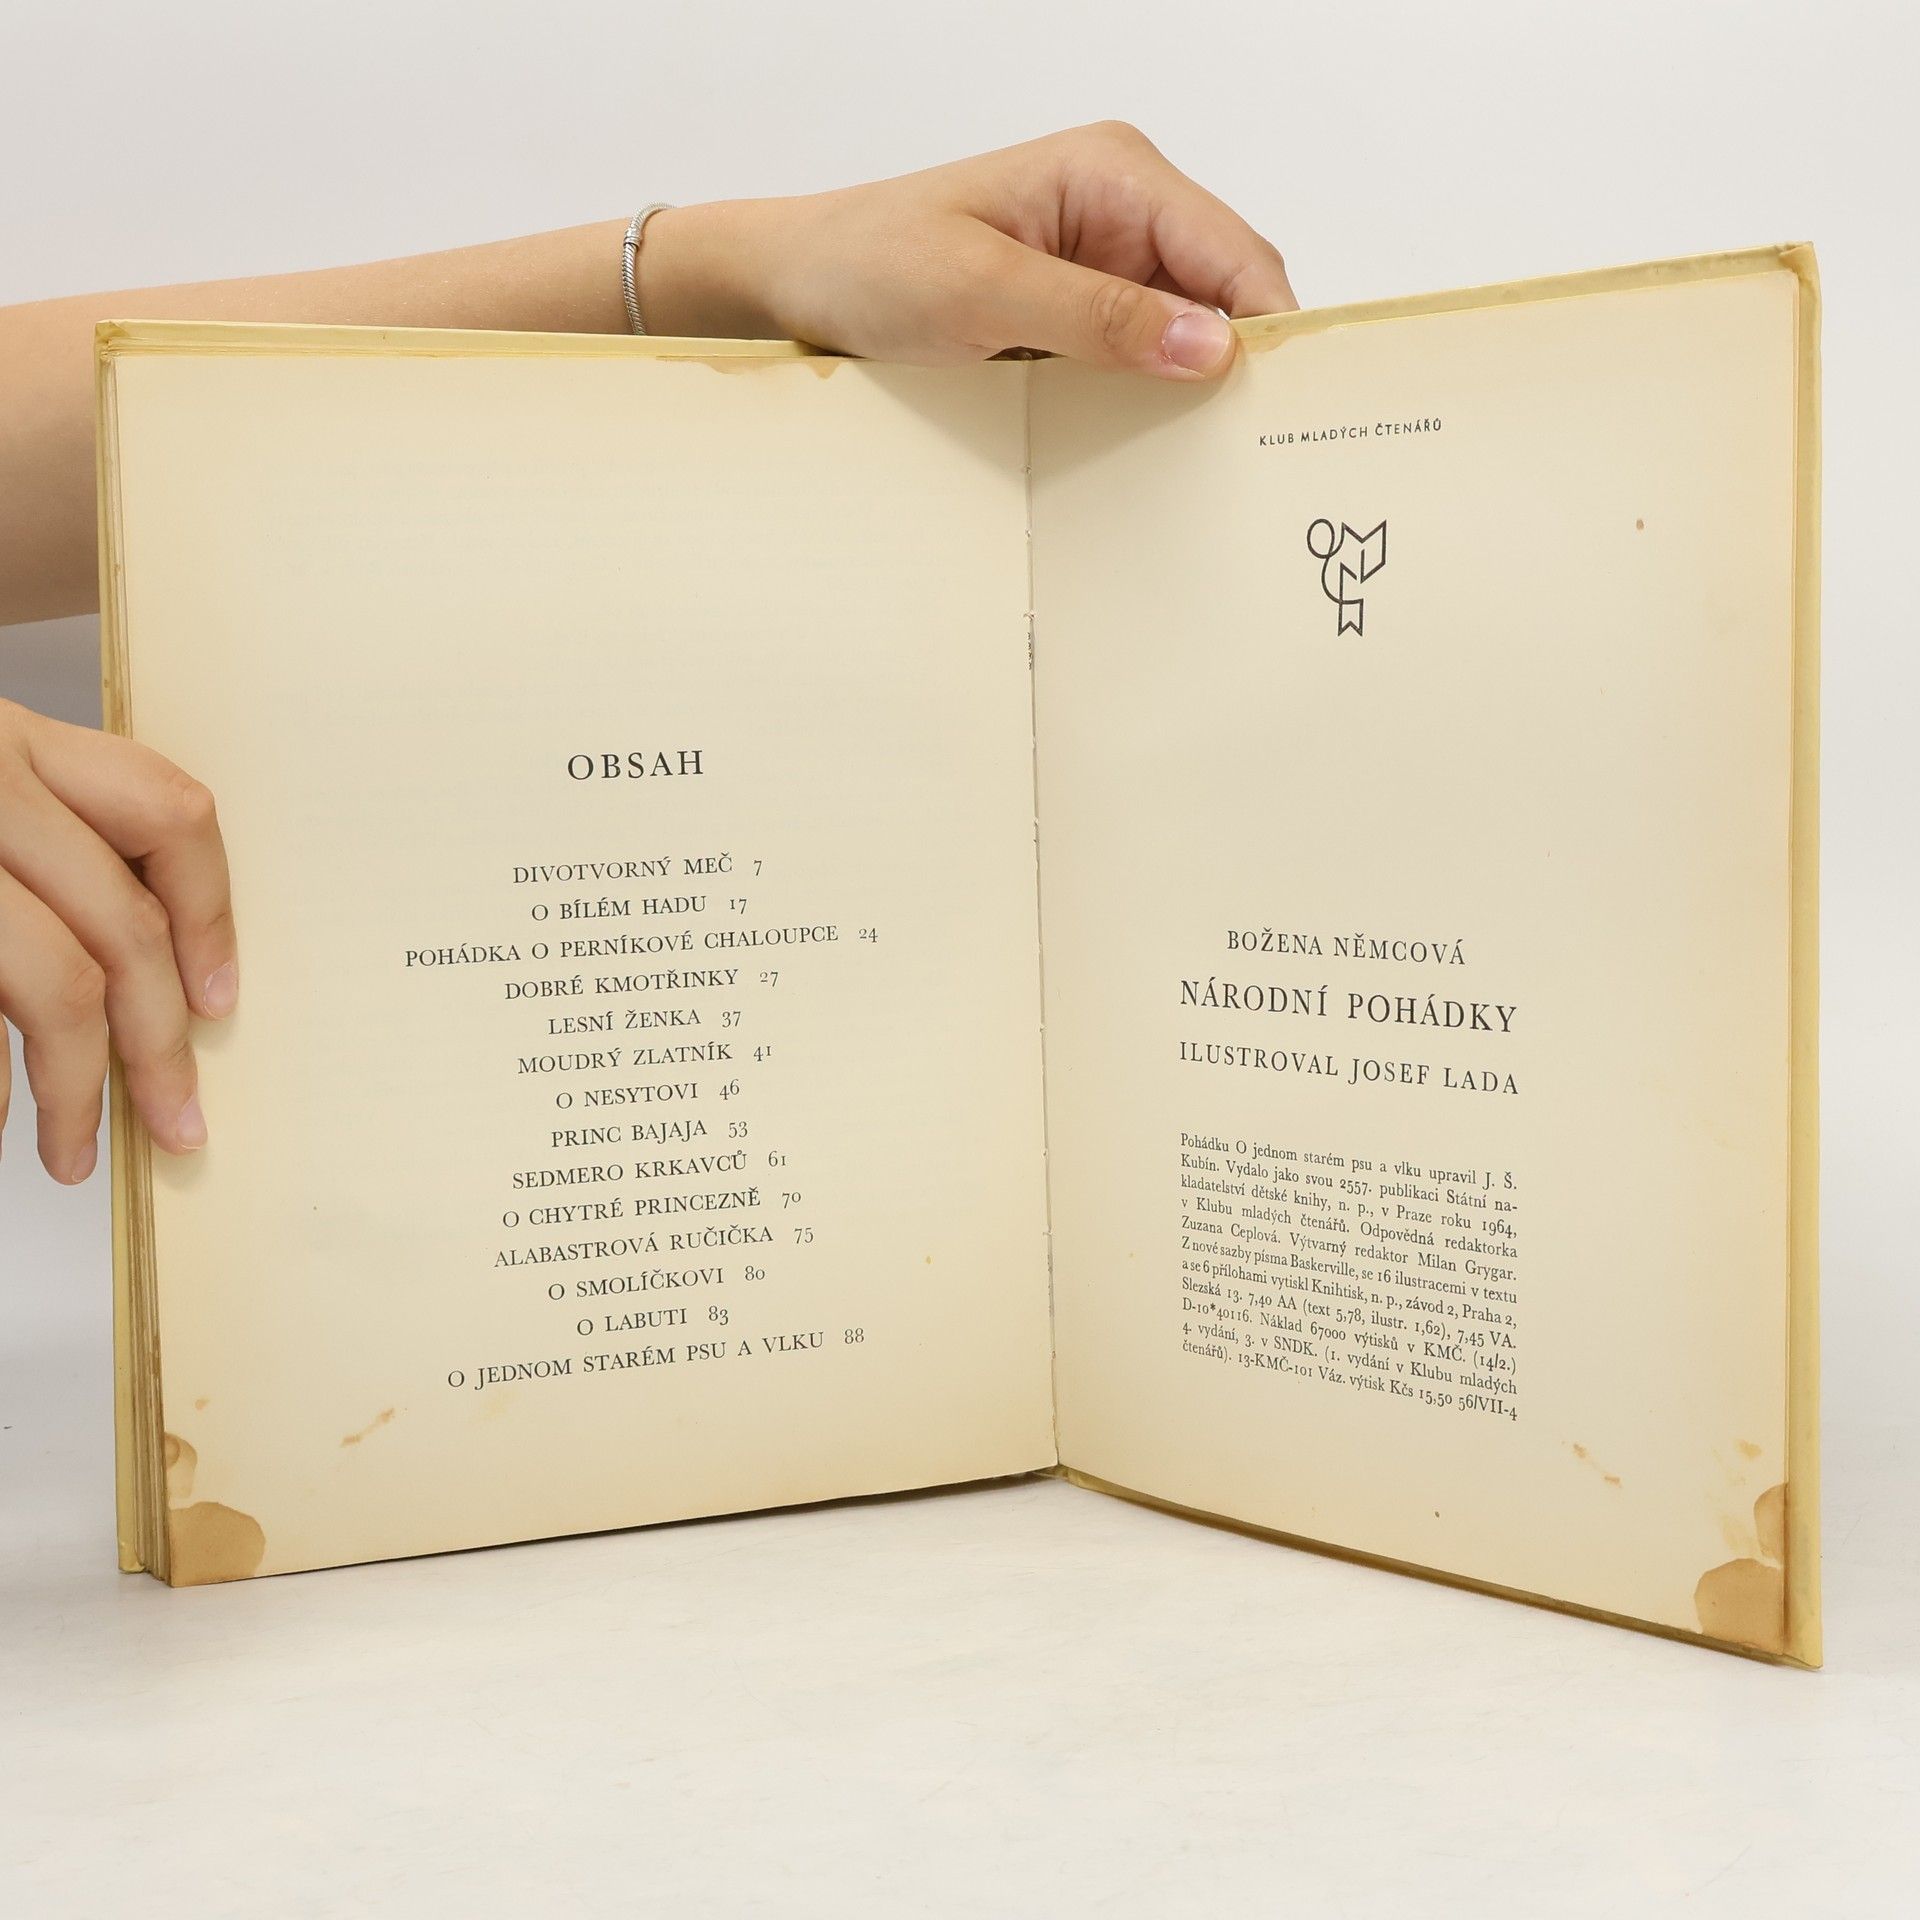 OBSAH
DIVOTVORNÝ MEČ 7
O BÍLÉM HADU 17
POHÁDKA O PERNÍKOVÉ CHALOUPCE 24
DOBRÉ KMOTŘINKY 27
LESNÍ ŽENKA 37
MOUDRÝ ZLATNÍK 41
O NESYTOVI 46
PRINC BAJAJA 53
SEDMERO KRKAVCŮ 61
O CHYTRÉ PRINCEZNĚ 70
ALABASTROVÁ RUČIČKA 75
O SMOLÍČKOVI 80
O LABUTI 83
O JEDNOM STARÉM PSU A VLKU 88
KLUB MLADÝCH ČTENÁŘŮ
BOŽENA NĚMCOVÁ
NÁRODNÍ POHÁDKY
ILUSTROVAL JOSEF LADA
Pohádku O jednom starém psu a vlku upravil J. Š.
Kubín. Vydalo jako svou 2557. publikaci Státní na-
kladatelství dětské knihy, n. p., v Praze roku 1964,
v Klubu mladých čtenářů. Odpovědná redaktorka
Zuzana Ceplová. Výtvarný redaktor Milan Grygar.
Z nové sazby písma Baskerville, se 16 ilustracemi v textu
a se 6 přílohami vytiskl Knihtisk, n. p., závod 2, Praha 2,
Slezská 13. 7,40 AA (text 5,78, ilustr. 1,62), 7,45 VA.
D-10*40116. Náklad 67000 výtisků v KMČ. (14/2.)
4. vydání, 3. v SNDK. (1. vydání v Klubu mladých
čtenářů). 13-KMČ-101 Váz. výtisk Kčs 15,50 56/VII-4